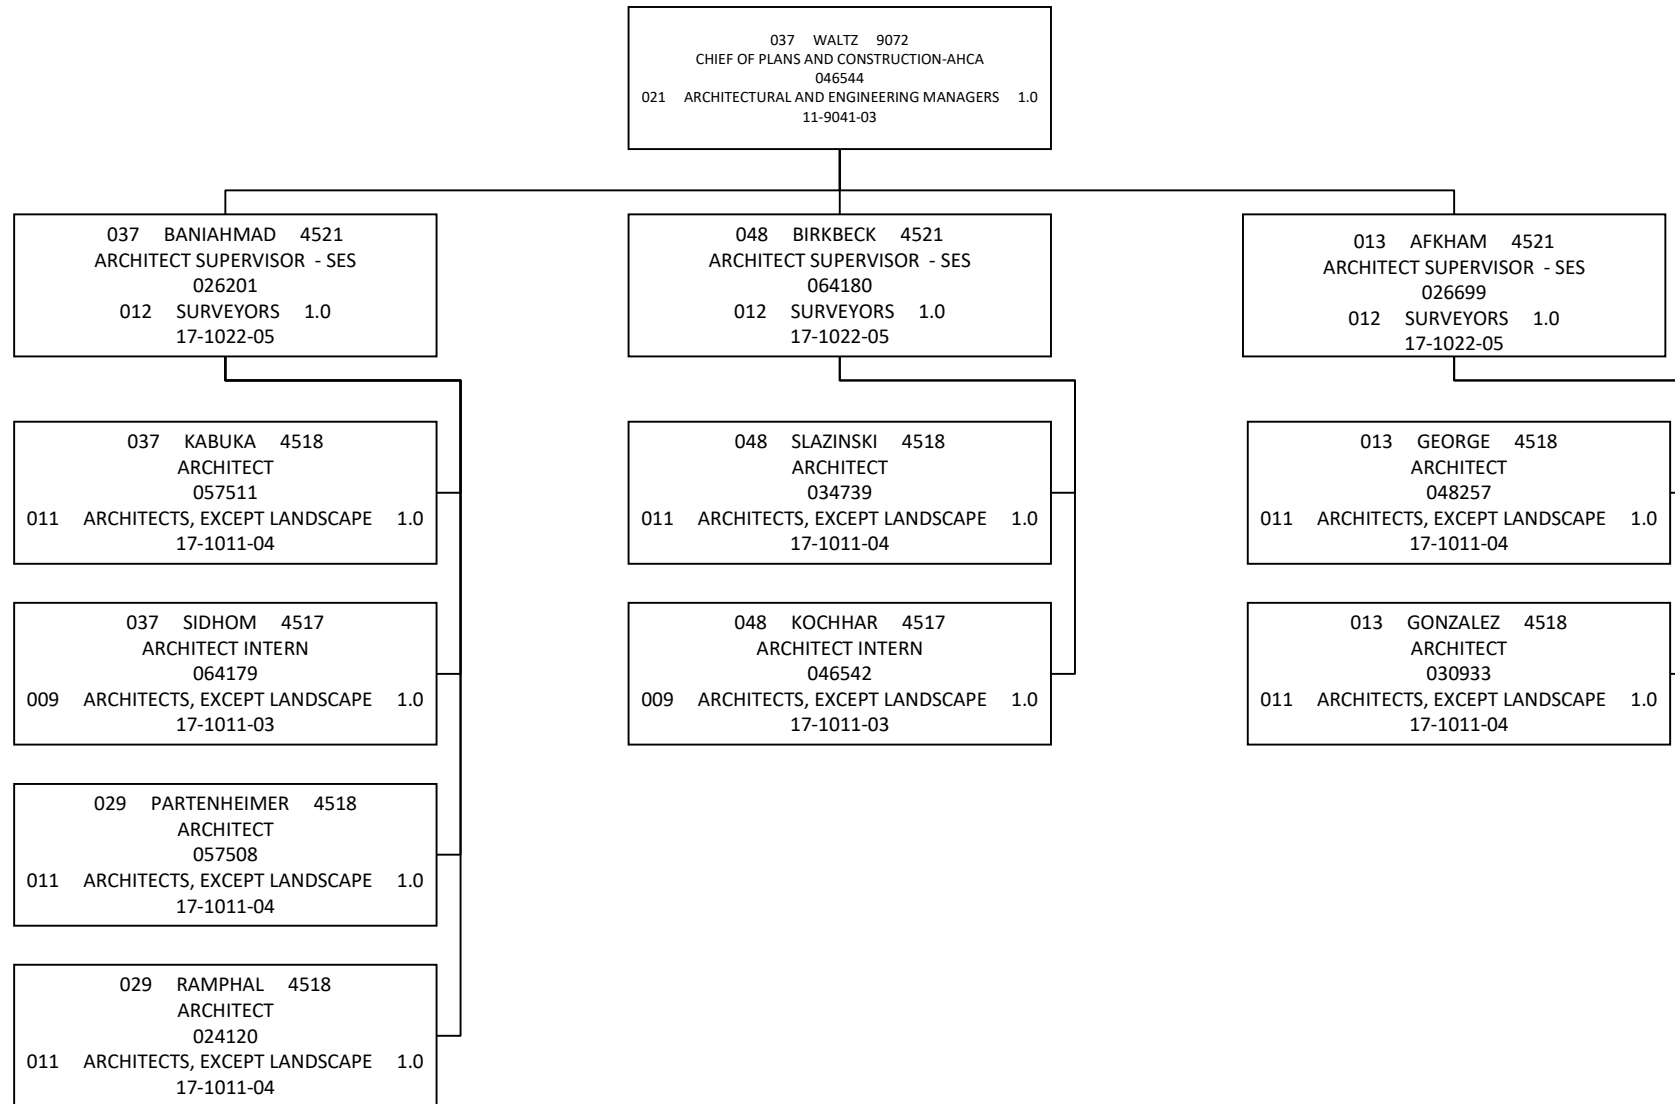 037 WALTZ 9072
CHIEF OF PLANS AND CONSTRUCTION-AHCA
046544
021 ARCHITECTURAL AND ENGINEERING MANAGERS 1.0
11-9041-03
037 BANIAHMAD 4521
ARCHITECT SUPERVISOR - SES
026201
012 SURVEYORS 1.0
17-1022-05
048 BIRKBECK 4521
ARCHITECT SUPERVISOR - SES
064180
012 SURVEYORS 1.0
17-1022-05
013 AFKHAM 4521
ARCHITECT SUPERVISOR - SES
026699
012 SURVEYORS 1.0
17-1022-05
037 KABUKA 4518
ARCHITECT
057511
011 ARCHITECTS, EXCEPT LANDSCAPE 1.0
17-1011-04
048 SLAZINSKI 4518
ARCHITECT
034739
011 ARCHITECTS, EXCEPT LANDSCAPE 1.0
17-1011-04
013 GEORGE 4518
ARCHITECT
048257
011 ARCHITECTS, EXCEPT LANDSCAPE 1.0
17-1011-04
037 SIDHOM 4517
ARCHITECT INTERN
064179
009 ARCHITECTS, EXCEPT LANDSCAPE 1.0
17-1011-03
048 KOCHHAR 4517
ARCHITECT INTERN
046542
009 ARCHITECTS, EXCEPT LANDSCAPE 1.0
17-1011-03
013 GONZALEZ 4518
ARCHITECT
030933
011 ARCHITECTS, EXCEPT LANDSCAPE 1.0
17-1011-04
029 PARTENHEIMER 4518
ARCHITECT
057508
011 ARCHITECTS, EXCEPT LANDSCAPE 1.0
17-1011-04
029 RAMPHAL 4518
ARCHITECT
024120
011 ARCHITECTS, EXCEPT LANDSCAPE 1.0
17-1011-04